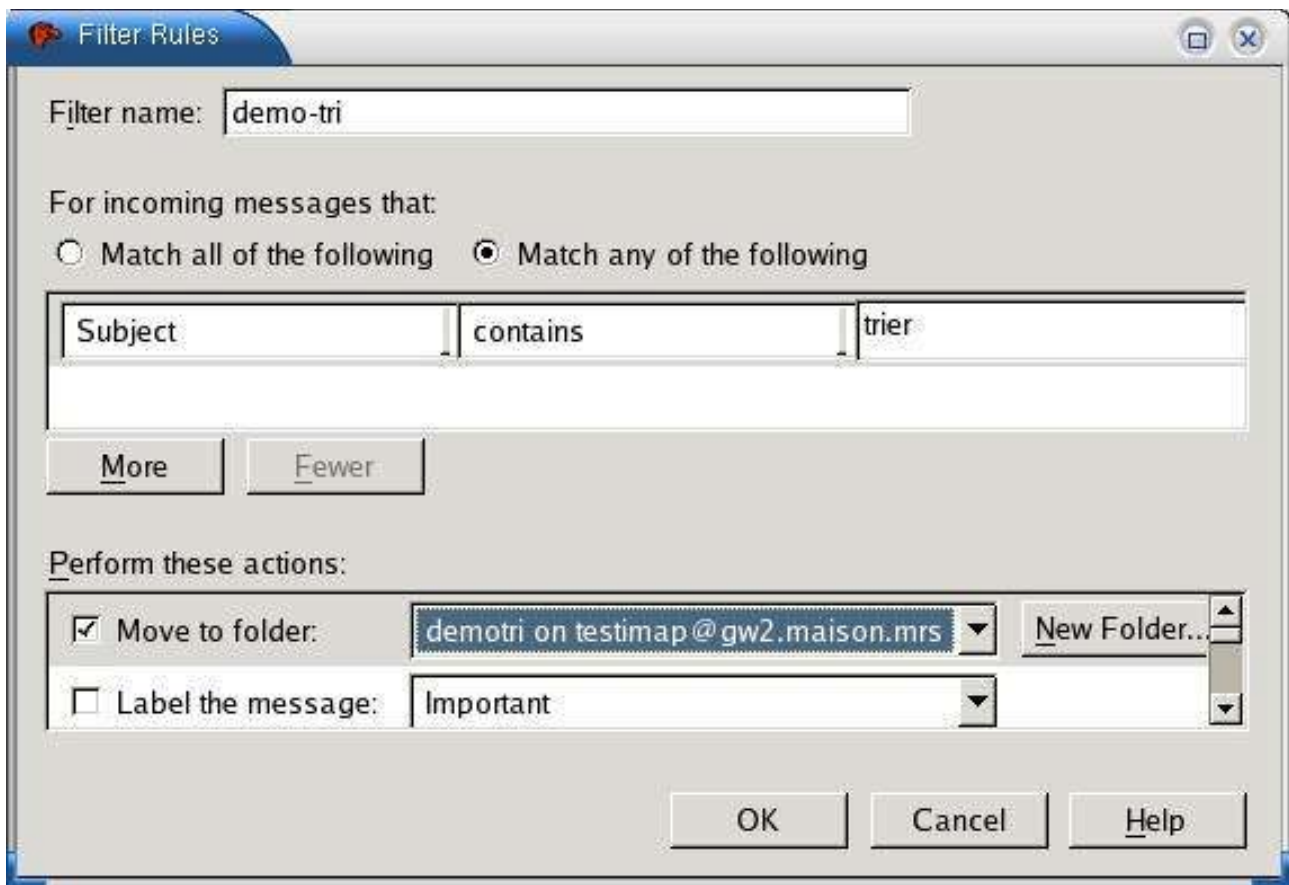 Filter Rules
Filter name: demo-tri
For incoming messages that:
Match all of the following Match any of the following
Subject contains trier
More Fewer
Perform these actions:
Move to folder: demotri on testimap@gw2.maison.mrs New Folder...
Label the message: Important
OK Cancel Help